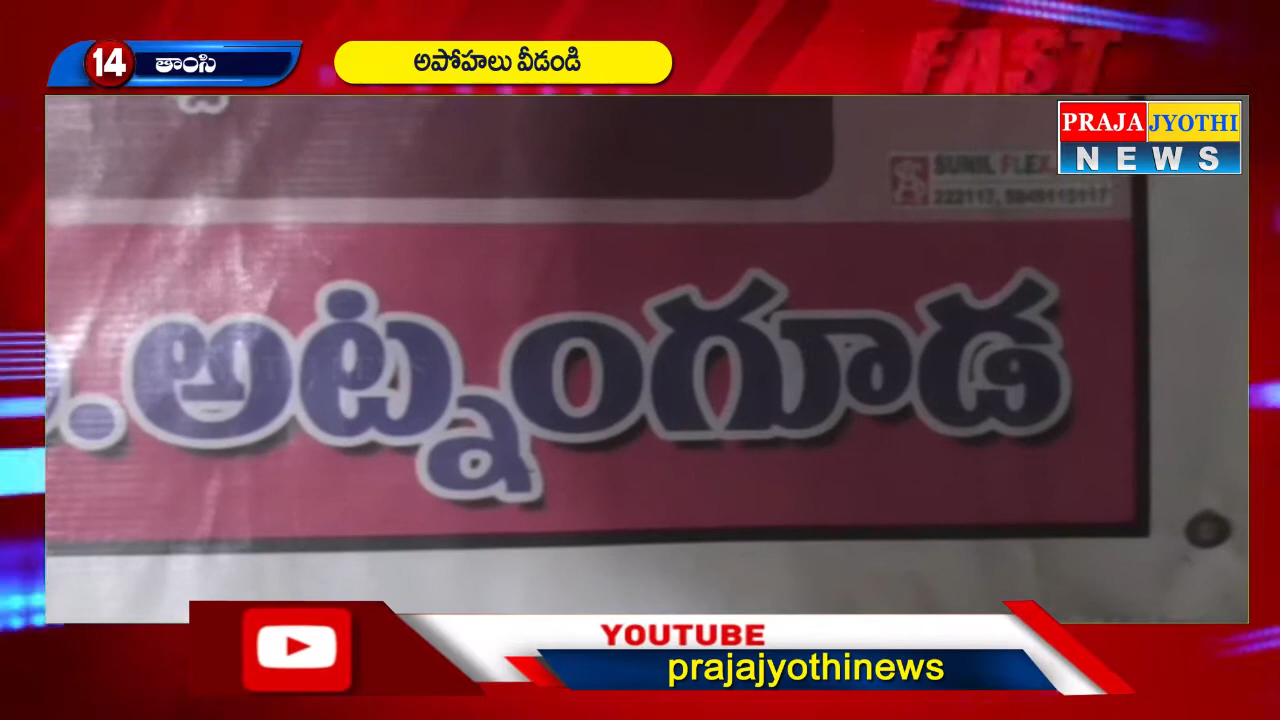 FAST
14 తాంసి
అపోహలు వీడండి
PRAJA JYOTHI
NEWS
SUNIL FLEX
అట్నంగూడ
YOUTUBE
prajajyothinews